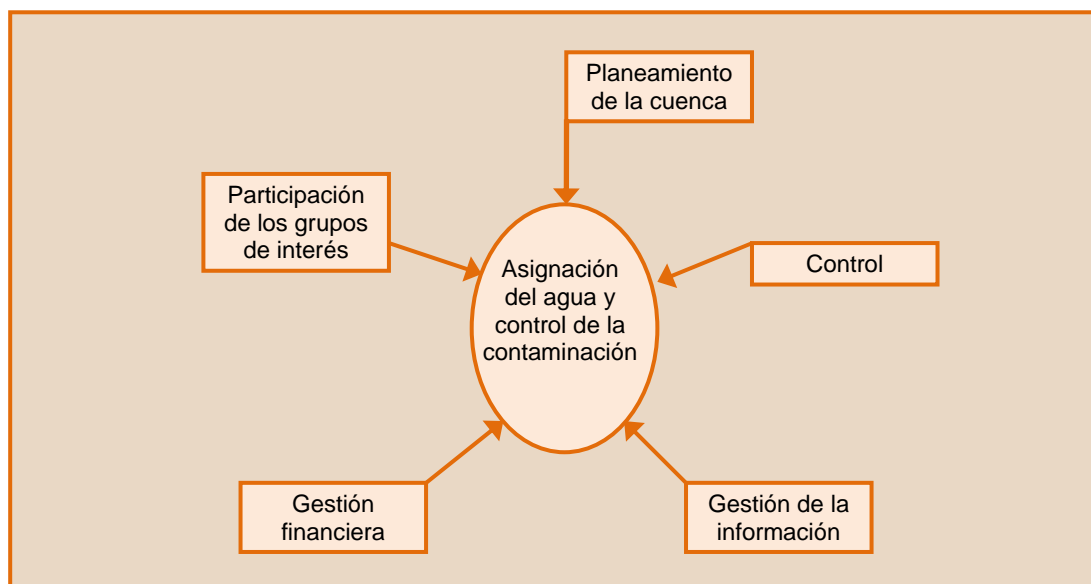 Planeamiento
de la cuenca
Participación
de los grupos
de interés
Control
Asignación
del agua y
control de la
contaminación
Gestión
financiera
Gestión de la
información